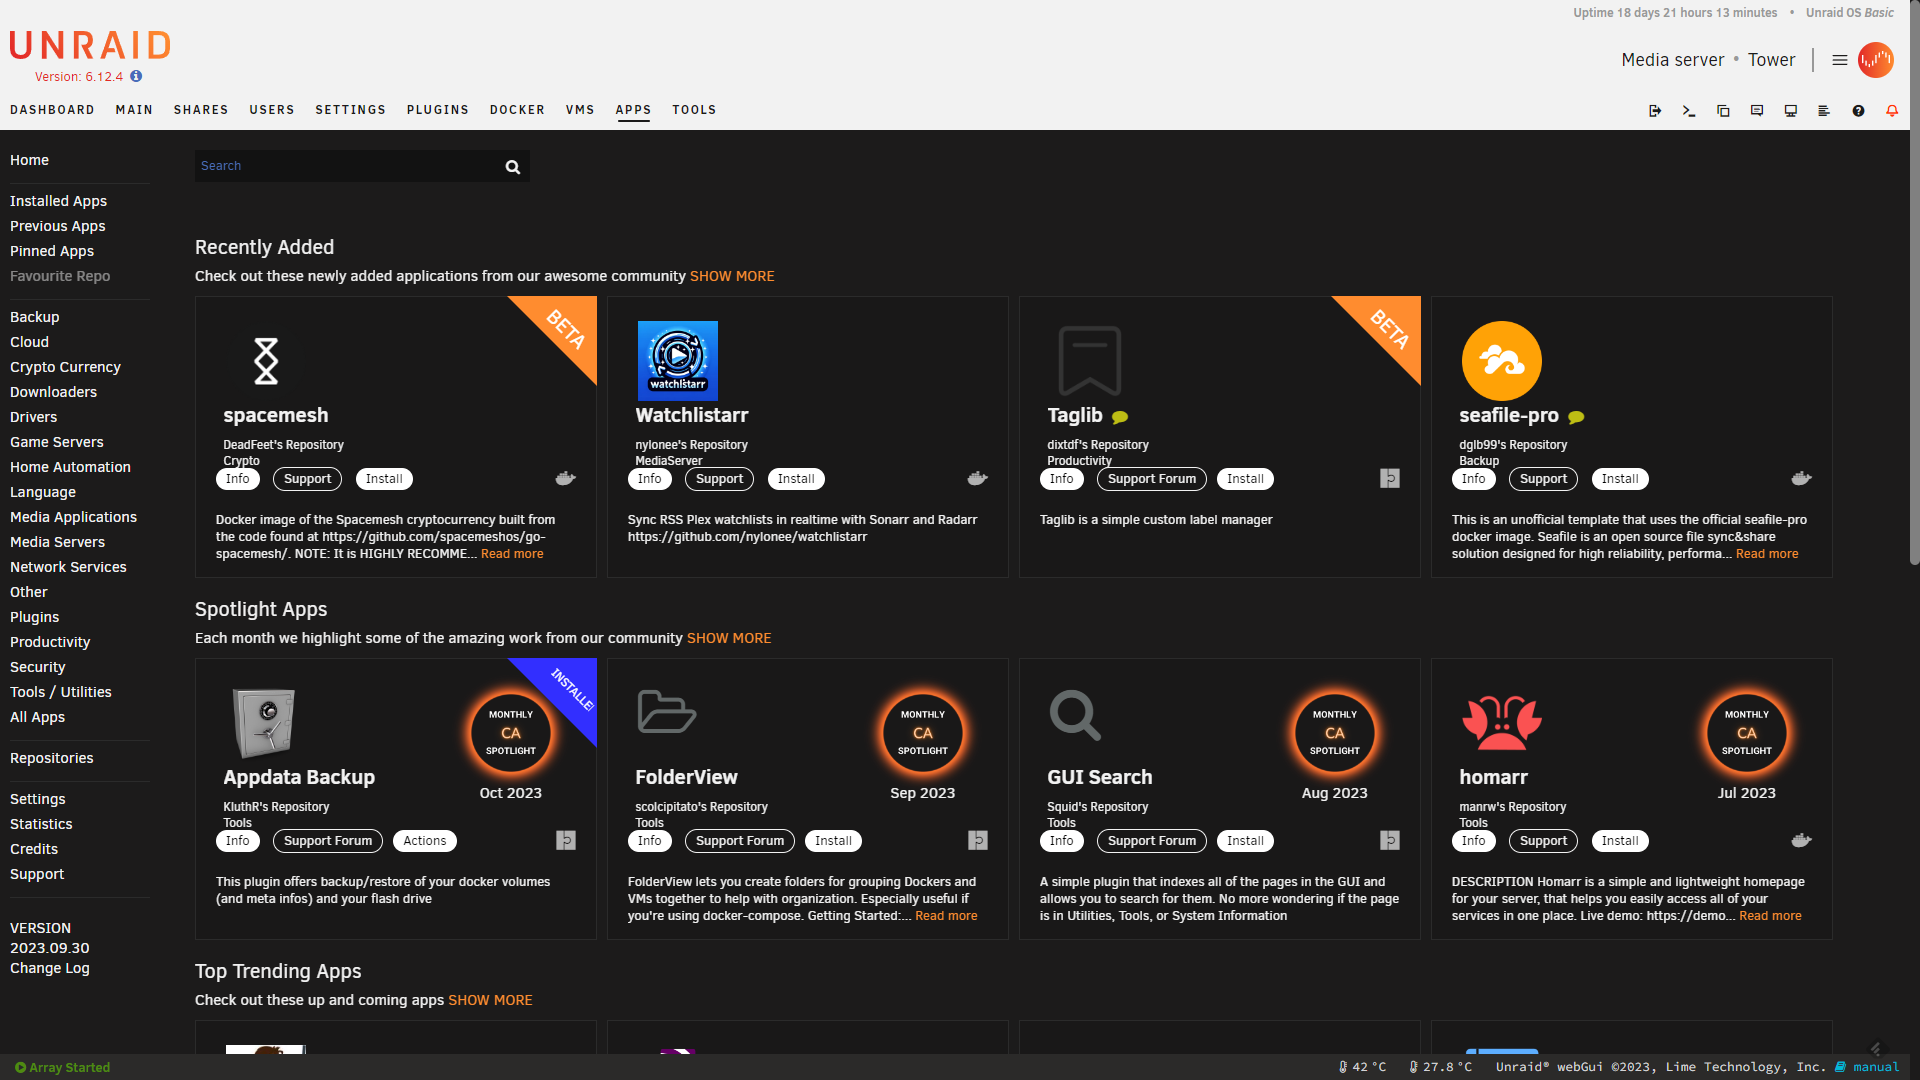 Uptime 18 days 21 hours 13 minutes • Unraid OS Basic
UNRAID
Version: 6.12.4
Media server • Tower
DASHBOARD MAIN SHARES USERS SETTINGS PLUGINS DOCKER VMS APPS TOOLS
Home
Installed Apps
Previous Apps
Pinned Apps
Favourite Repo
Backup
Cloud
Crypto Currency
Downloaders
Drivers
Game Servers
Home Automation
Language
Media Applications
Media Servers
Network Services
Other
Plugins
Productivity
Security
Tools / Utilities
All Apps
Repositories
Settings
Statistics
Credits
Support
VERSION
2023.09.30
Change Log
Search
Recently Added
Check out these newly added applications from our awesome community SHOW MORE
BETA
spacemesh
DeadFeet's Repository
Crypto
Info Support Install
Docker image of the Spacemesh cryptocurrency built from
the code found at https://github.com/spacemeshos/go-
spacemesh/. NOTE: It is HIGHLY RECOMME... Read more
watchlistarr
Watchlistarr
nylonee's Repository
MediaServer
Info Support Install
Sync RSS Plex watchlists in realtime with Sonarr and Radarr
https://github.com/nylonee/watchlistarr
BETA
Taglib
dixtdf's Repository
Productivity
Info Support Forum Install
Taglib is a simple custom label manager
seafile-pro
dglb99's Repository
Backup
Info Support Install
This is an unofficial template that uses the official seafile-pro
docker image. Seafile is an open source file sync&share
solution designed for high reliability, performa... Read more
Spotlight Apps
Each month we highlight some of the amazing work from our community SHOW MORE
INSTALLE
MONTHLY
CA
SPOTLIGHT
Oct 2023
Appdata Backup
KluthR's Repository
Tools
Info Support Forum Actions
This plugin offers backup/restore of your docker volumes
(and meta infos) and your flash drive
MONTHLY
CA
SPOTLIGHT
Sep 2023
FolderView
scolcipitato's Repository
Tools
Info Support Forum Install
FolderView lets you create folders for grouping Dockers and
VMs together to help with organization. Especially useful if
you're using docker-compose. Getting Started:... Read more
MONTHLY
CA
SPOTLIGHT
Aug 2023
GUI Search
Squid's Repository
Tools
Info Support Forum Install
A simple plugin that indexes all of the pages in the GUI and
allows you to search for them. No more wondering if the page
is in Utilities, Tools, or System Information
MONTHLY
CA
SPOTLIGHT
Jul 2023
homarr
manrw's Repository
Tools
Info Support Install
DESCRIPTION Homarr is a simple and lightweight homepage
for your server, that helps you easily access all of your
services in one place. Live demo: https://demo... Read more
Top Trending Apps
Check out these up and coming apps SHOW MORE
Array Started
42 °C 27.8 °C Unraid® webGui ©2023, Lime Technology, Inc. manual